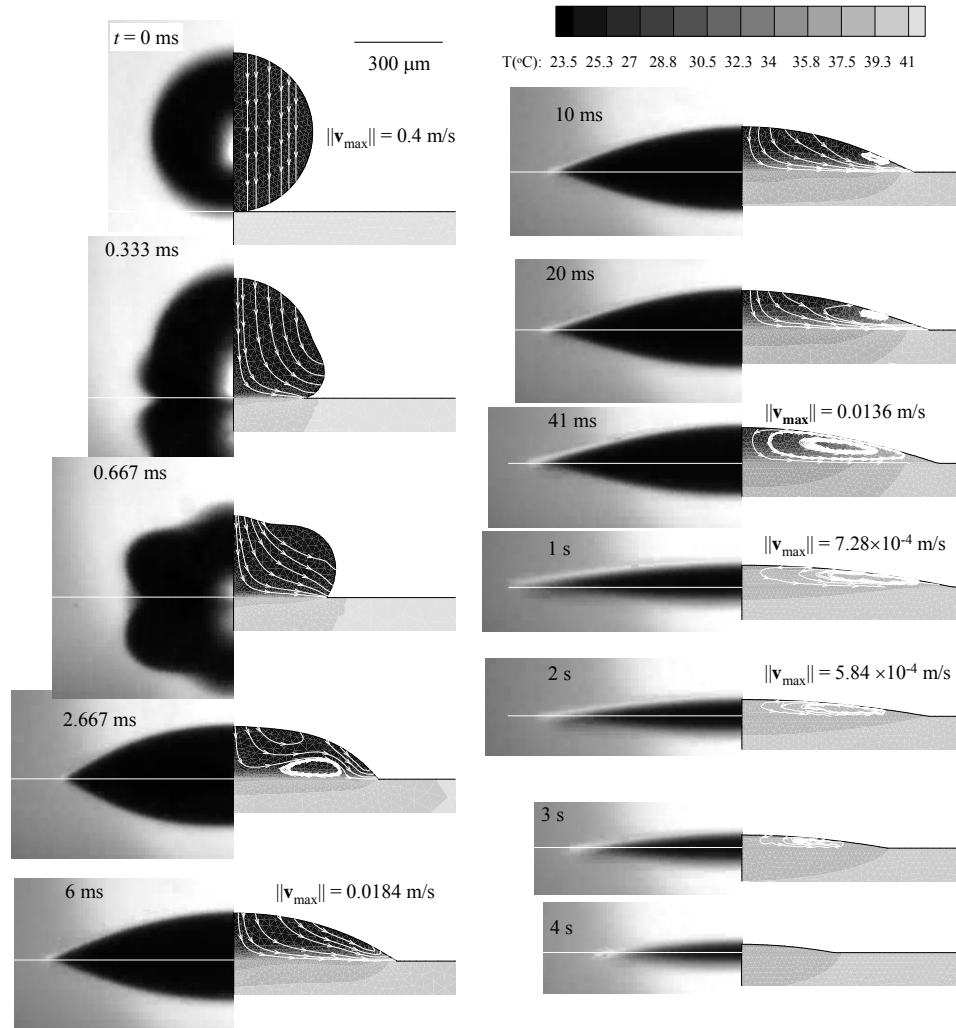 t = 0 ms
300 μm
||v_max|| = 0.4 m/s
0.333 ms
0.667 ms
2.667 ms
6 ms
||v_max|| = 0.0184 m/s
T(°C): 23.5 25.3 27 28.8 30.5 32.3 34 35.8 37.5 39.3 41
10 ms
20 ms
41 ms
||v_max|| = 0.0136 m/s
1 s
||v_max|| = 7.28×10⁻⁴ m/s
2 s
||v_max|| = 5.84 ×10⁻⁴ m/s
3 s
4 s